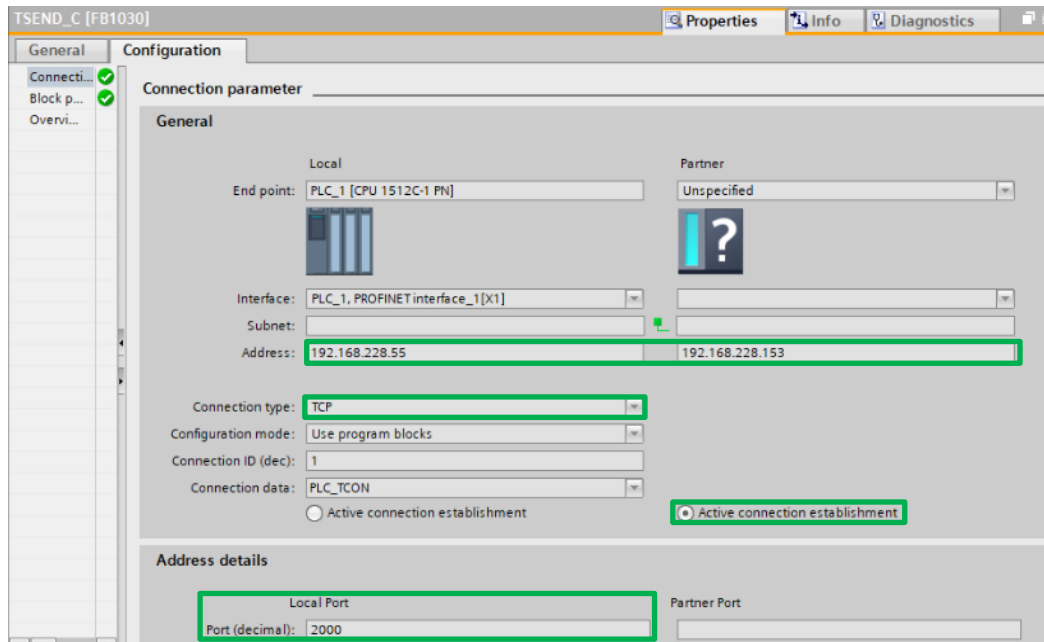 TSEND_C [FB1030]
Properties Info Diagnostics
General Configuration
Connecti...
Block p...
Overvi...
Connection parameter
General
Local Partner
End point: PLC_1 [CPU 1512C-1 PN] Unspecified
?
Interface: PLC_1, PROFINET interface_1[X1]
Subnet:
Address: 192.168.228.55 192.168.228.153
Connection type: TCP
Configuration mode: Use program blocks
Connection ID (dec): 1
Connection data: PLC_TCON
Active connection establishment Active connection establishment
Address details
Local Port Partner Port
Port (decimal): 2000